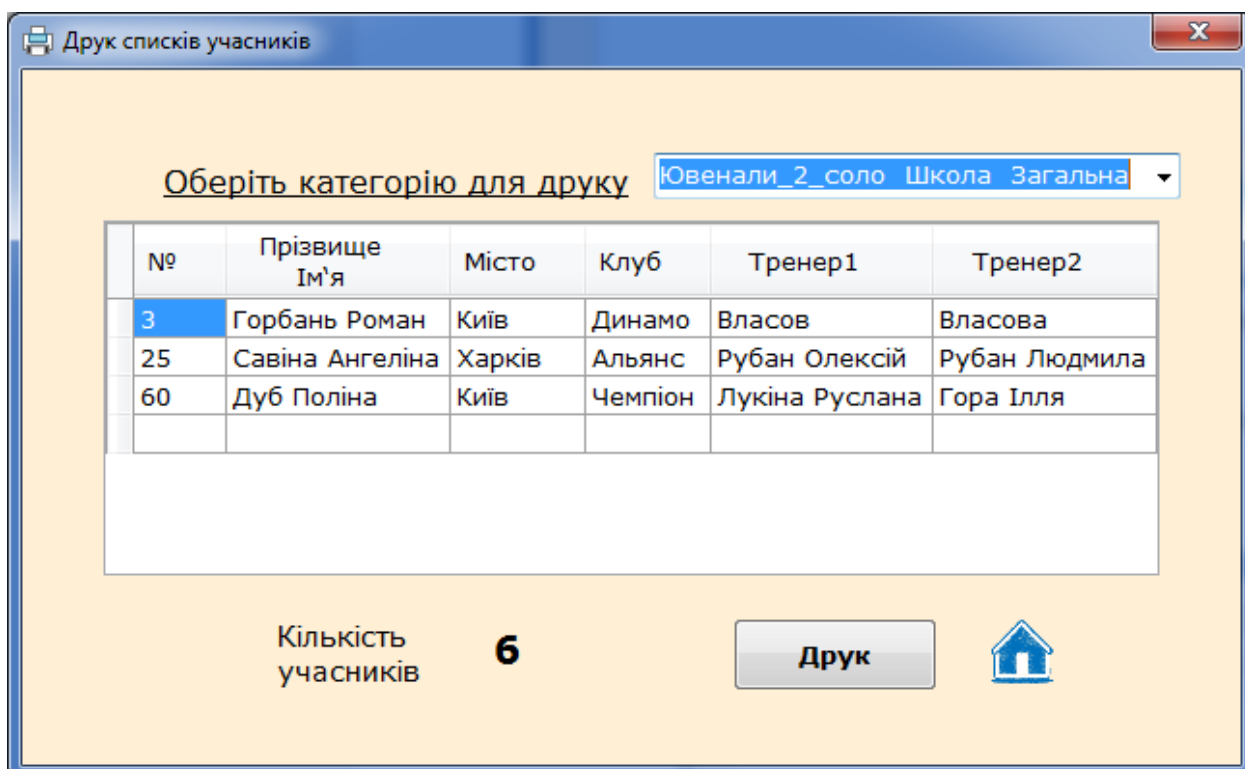 Друк списків учасників
Оберіть категорію для друку Ювенали_2_соло Школа Загальна
№ Прізвище Ім'я Місто Клуб Тренер1 Тренер2
3 Горбань Роман Київ Динамо Власов Власова
25 Савіна Ангеліна Харків Альянс Рубан Олексій Рубан Людмила
60 Дуб Поліна Київ Чемпіон Лукіна Руслана Гора Ілля
Кількість
учасників 6 Друк